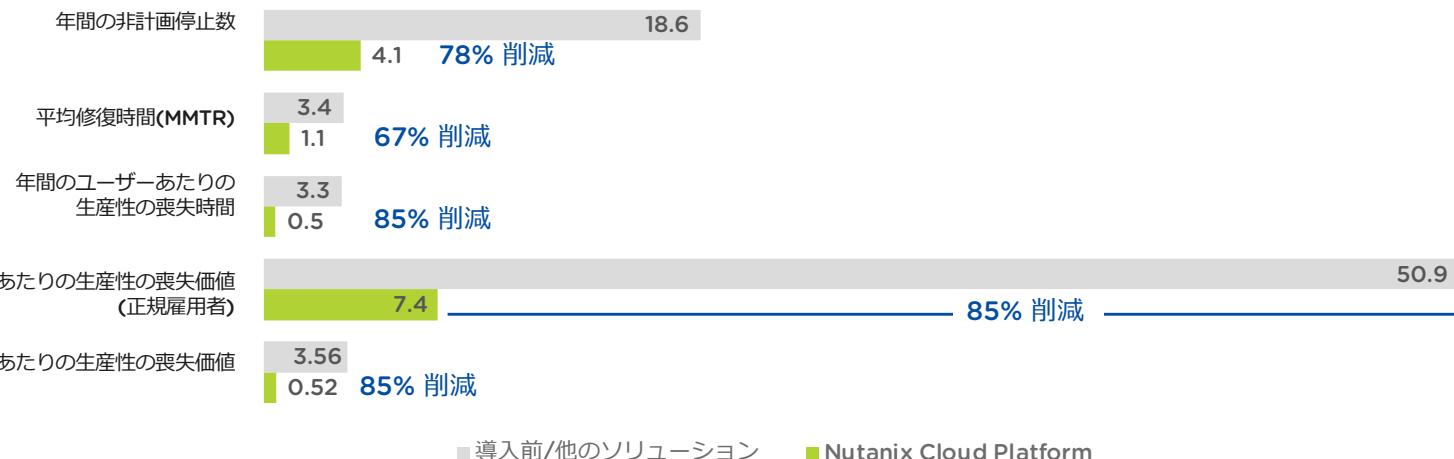 年間の非計画停止数
18.6
4.1 78% 削減
平均修復時間(MMTR)
3.4
1.1 67% 削減
年間のユーザーあたりの
生産性の喪失時間
3.3
0.5 85% 削減
あたりの生産性の喪失価値
(正規雇用者)
50.9
7.4 85% 削減
あたりの生産性の喪失価値
3.56
0.52 85% 削減
導入前/他のソリューション Nutanix Cloud Platform